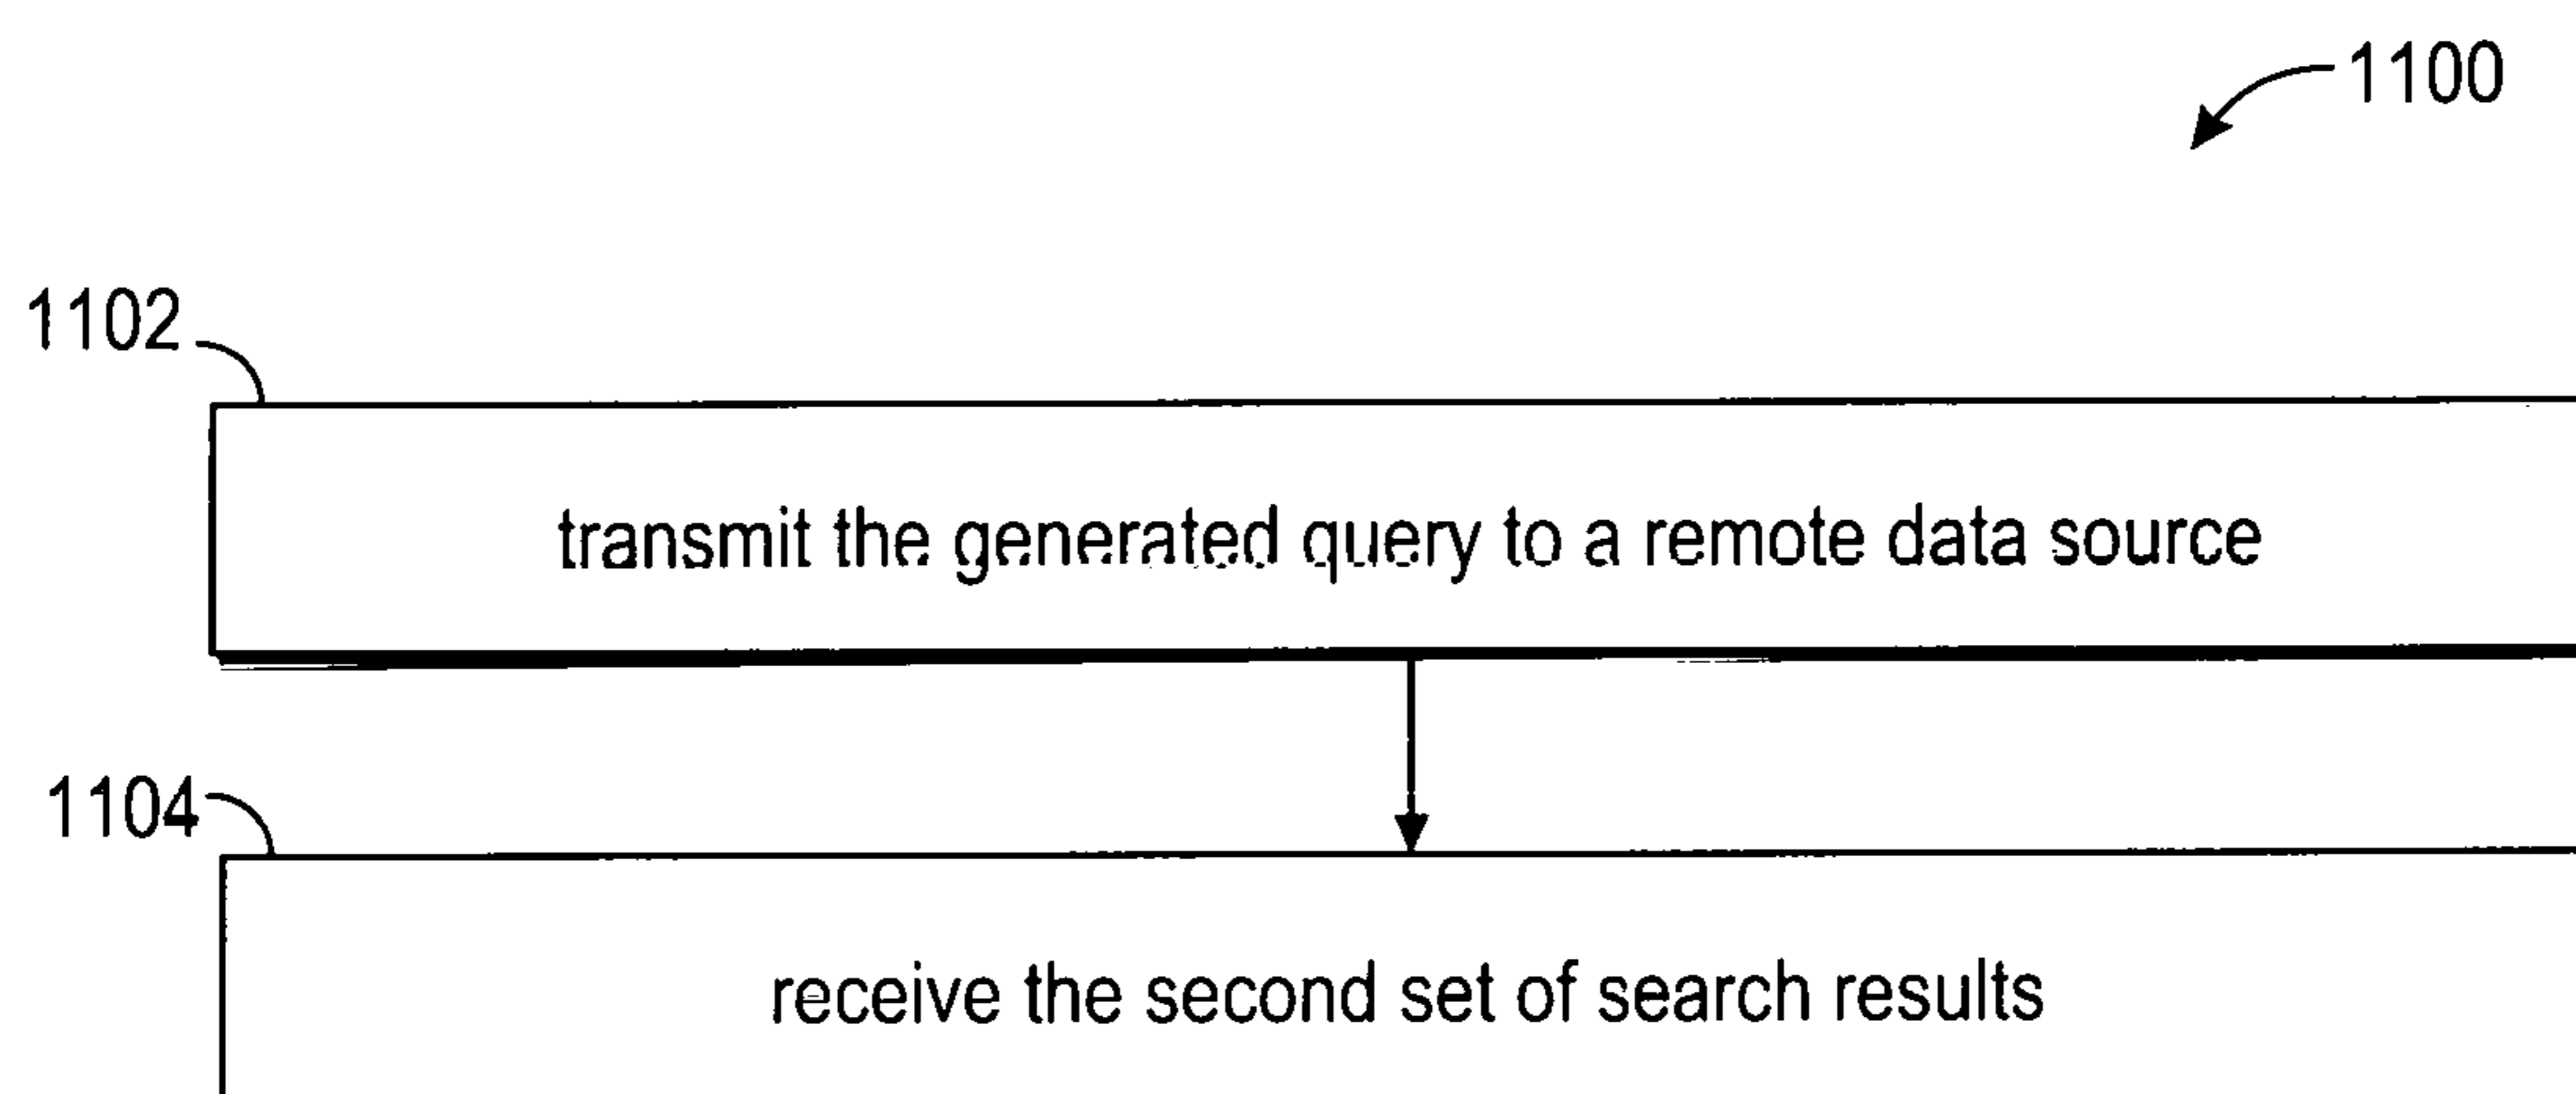 1100
1102
transmit the generated query to a remote data source
1104
receive the second set of search results